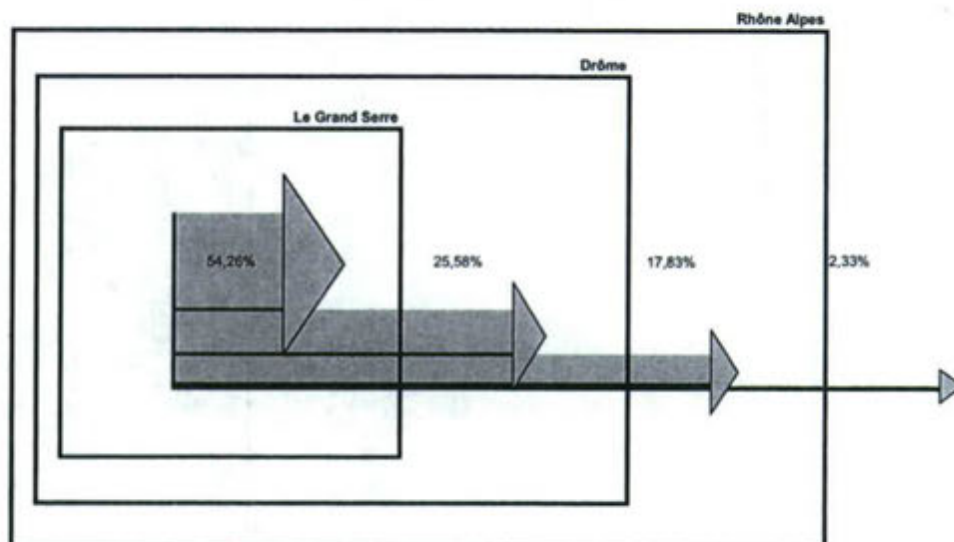 Rhône Alpes
Drôme
Le Grand Serre
54,26%
25,58%
17,83%
2,33%